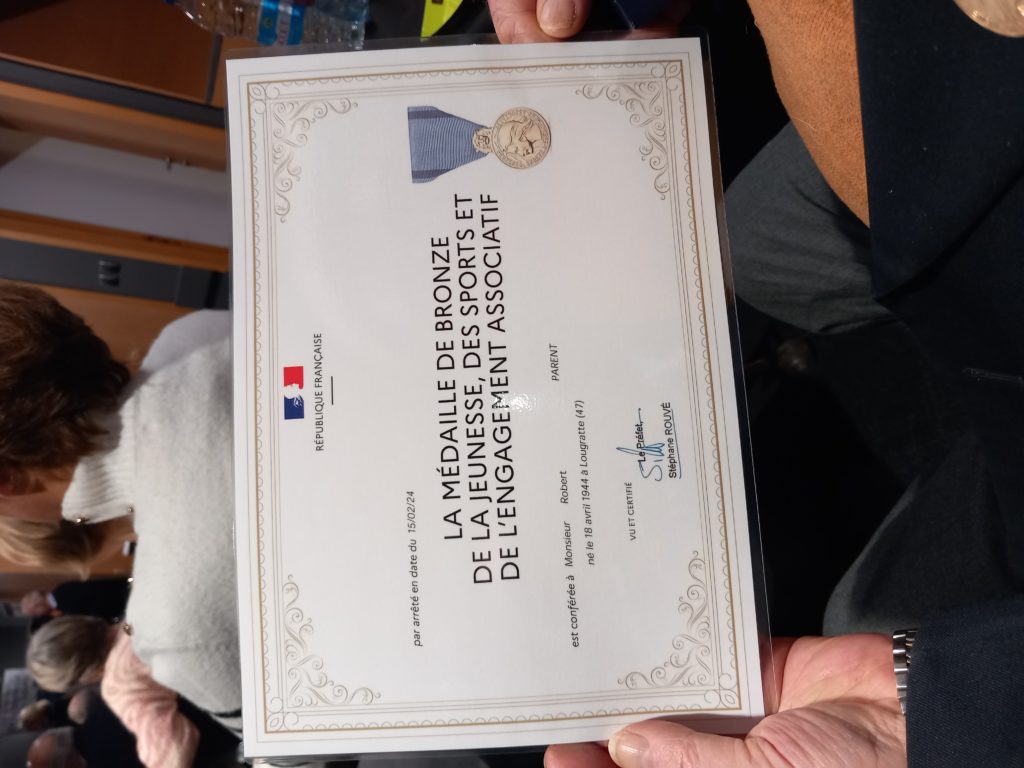 RÉPUBLIQUE FRANÇAISE
par arrêté en date du 15/02/24
LA MÉDAILLE DE BRONZE
DE LA JEUNESSE, DES SPORTS ET
DE L'ENGAGEMENT ASSOCIATIF
est conférée à Monsieur Robert PARENT
né le 18 avril 1944 à Lougratte (47)
VU ET CERTIFIÉ
Le Préfet,
Stéphane ROUVÉ